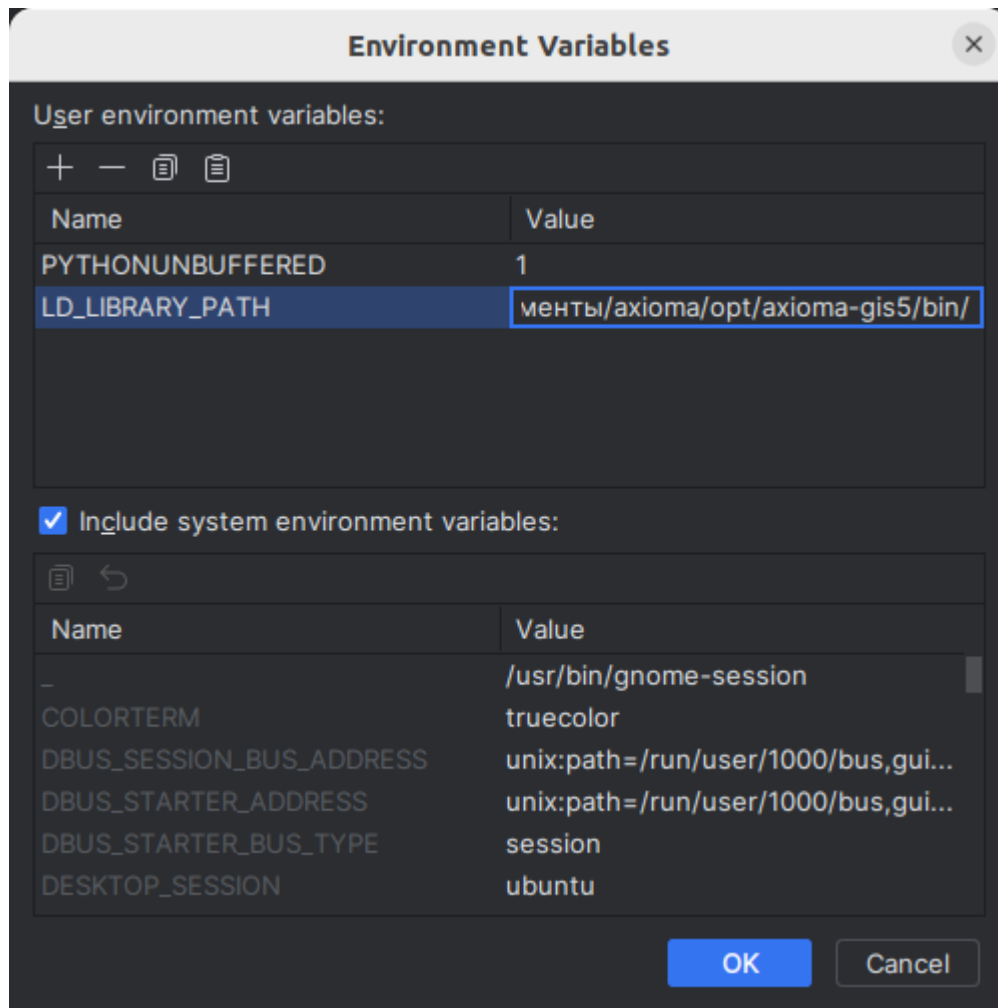 Environment Variables
User environment variables:
Name Value
PYTHONUNBUFFERED 1
LD_LIBRARY_PATH менты/axioma/opt/axioma-gis5/bin/
Include system environment variables:
Name Value
_ /usr/bin/gnome-session
COLORTERM truecolor
DBUS_SESSION_BUS_ADDRESS unix:path=/run/user/1000/bus,gui...
DBUS_STARTER_ADDRESS unix:path=/run/user/1000/bus,gui...
DBUS_STARTER_BUS_TYPE session
DESKTOP_SESSION ubuntu
OK Cancel